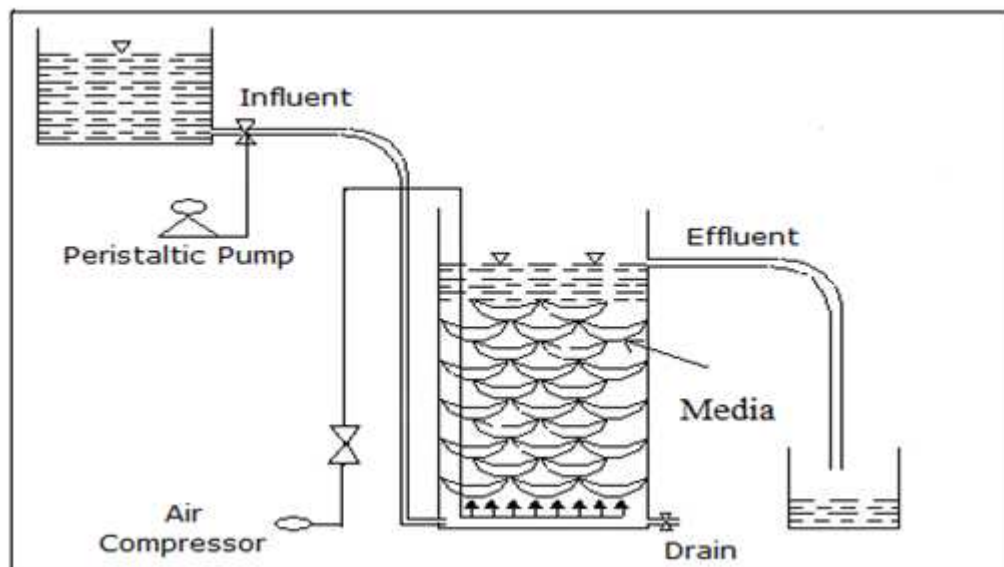 Influent
Peristaltic Pump
Effluent
Media
Air
Compressor
Drain